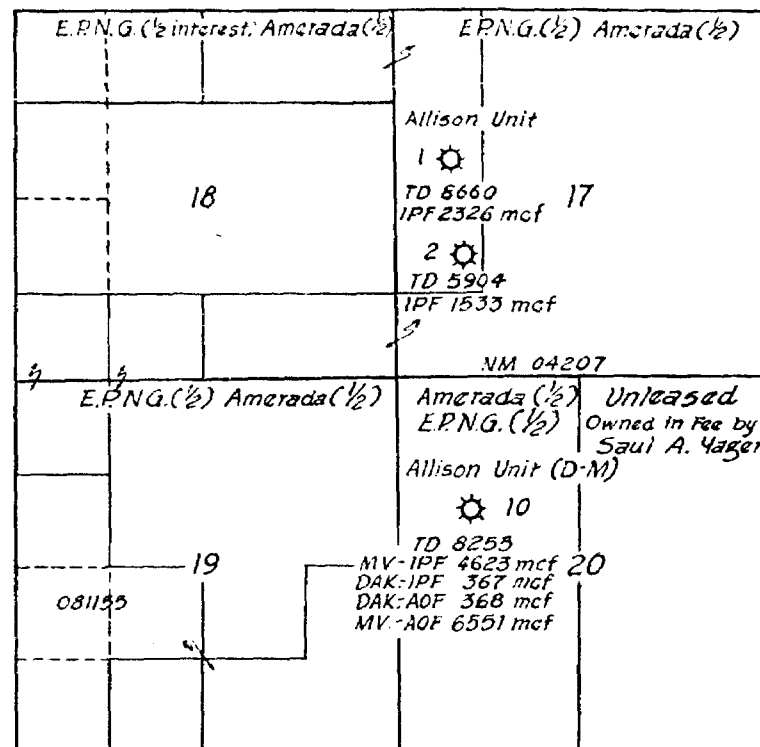 E.P.N.G. (½ interest; Amerada (½)
E.P.N.G. (½) Amerada (½)
Allison Unit
1
TD 8660
IPF 2326 mcf
18
17
2
TD 5904
IPF 1533 mcf
NM 04207
E.P.N.G. (½) Amerada (½)
Amerada (½)
E.P.N.G. (½)
Unleased
Owned in Fee by
Saul A. Yager
Allison Unit (D-M)
10
TD 8253
MV-IPF 4623 mcf
DAK-IPF 367 mcf
DAK-AOF 368 mcf
MV-AOF 6551 mcf
19
20
081155